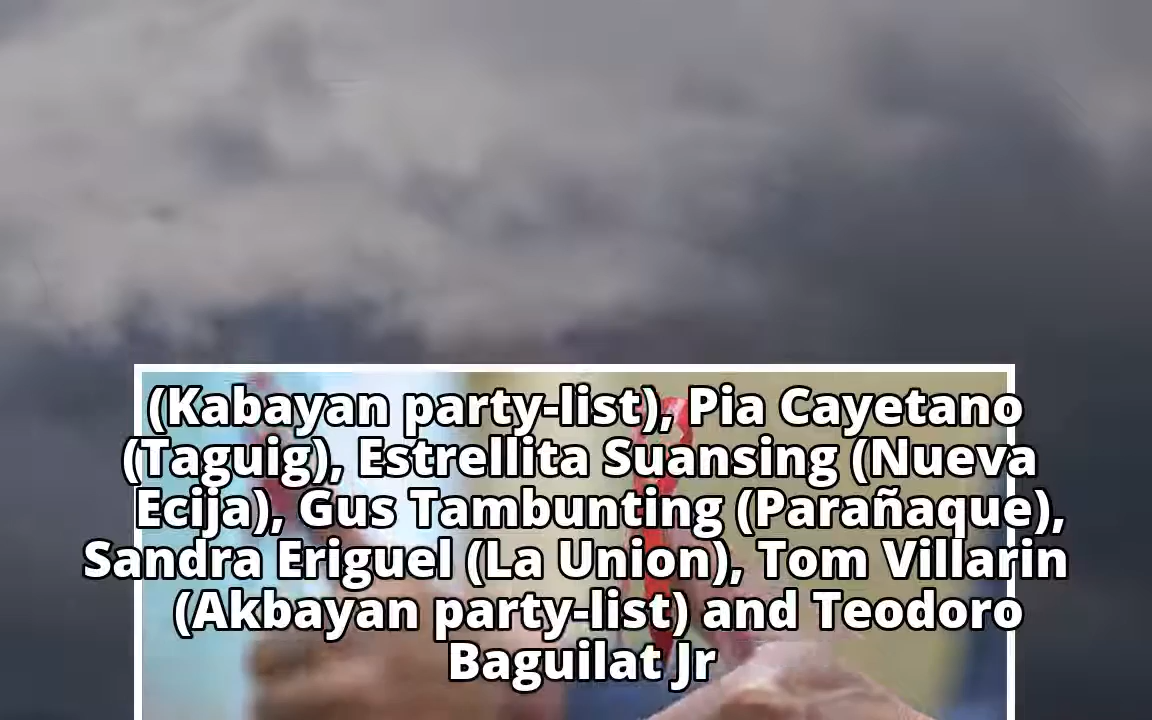 (Kabayan party-list), Pia Cayetano
(Taguig), Estrellita Suansing (Nueva
Ecija), Gus Tambunting (Parañaque),
Sandra Eriguel (La Union), Tom Villarin
(Akbayan party-list) and Teodoro
Baguilat Jr